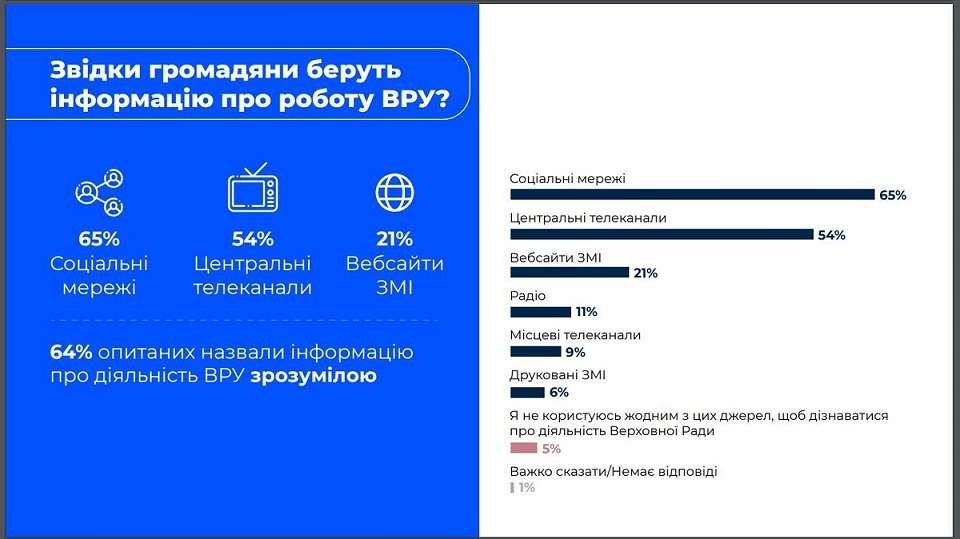 Звідки громадяни беруть
інформацію про роботу ВРУ?
65%
Соціальні
мережі
54%
Центральні
телеканали
21%
Вебсайти
ЗМІ
64% опитаних назвали інформацію
про діяльність ВРУ зрозумілою
Соціальні мережі
65%
Центральні телеканали
54%
Вебсайти ЗМІ
21%
Радіо
11%
Місцеві телеканали
9%
Друковані ЗМІ
6%
Я не користуюсь жодним з цих джерел, щоб дізнаватися
про діяльність Верховної Ради
5%
Важко сказати/Немає відповіді
1%